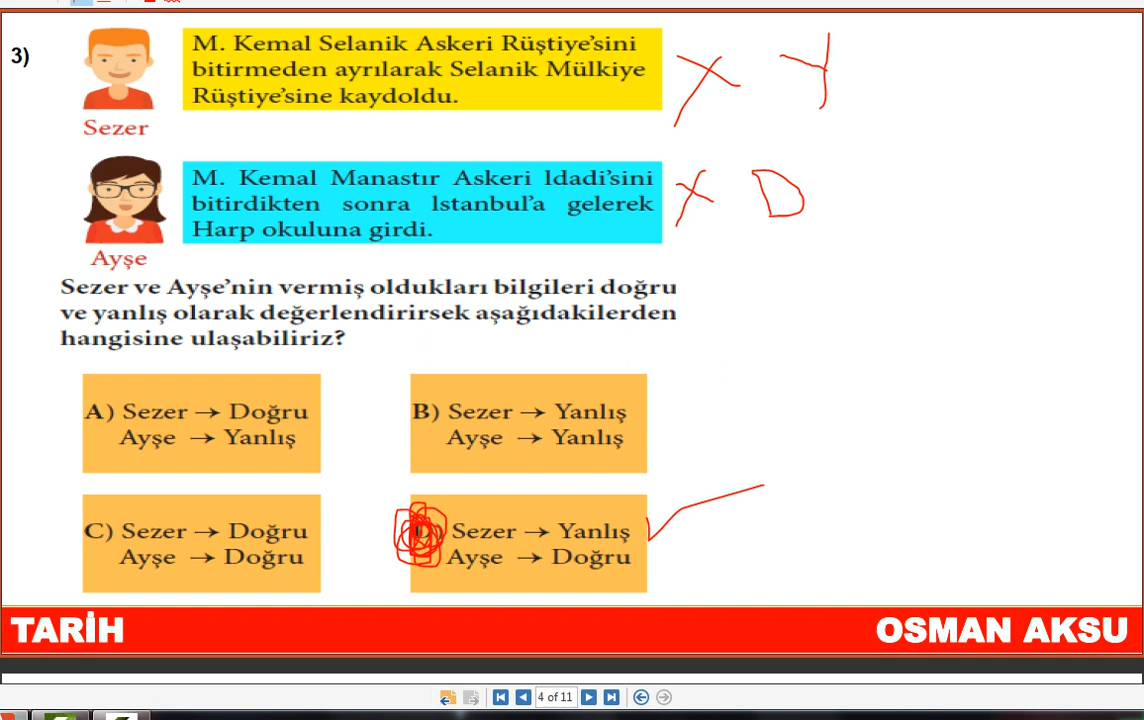 3)
M. Kemal Selanik Askeri Rüştiye'sini
bitirmeden ayrılarak Selanik Mülkiye
Rüştiye'sine kaydoldu.
X Y
Sezer
M. Kemal Manastır Askeri Idadi'sini
bitirdikten sonra Istanbul'a gelerek
Harp okuluna girdi.
X D
Ayşe
Sezer ve Ayşe'nin vermiş oldukları bilgileri doğru
ve yanlış olarak değerlendirirsek aşağıdakilerden
hangisine ulaşabiliriz?
A) Sezer → Doğru
Ayşe → Yanlış
B) Sezer → Yanlış
Ayşe → Yanlış
C) Sezer → Doğru
Ayşe → Doğru
D) Sezer → Yanlış
Ayşe → Doğru
TARİH
OSMAN AKSU
4 of 11